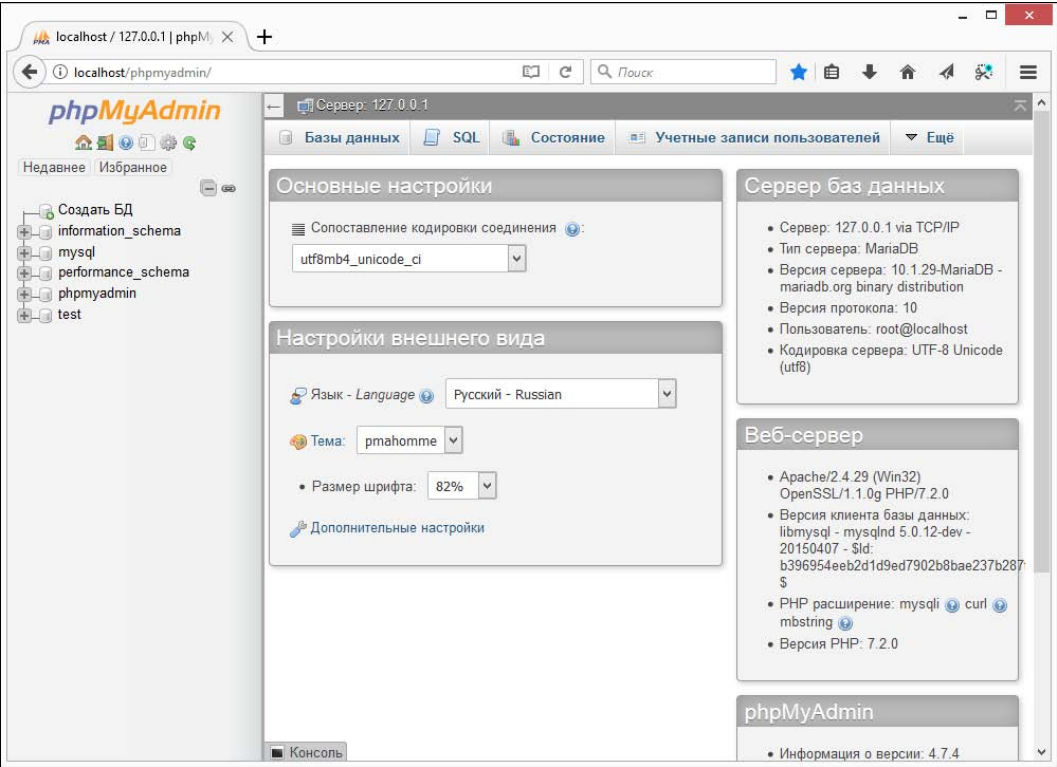 localhost / 127.0.0.1 | phpM
localhost/phpmyadmin/
Поиск
phpMyAdmin
Недавнее Избранное
Создать БД
information_schema
mysql
performance_schema
phpmyadmin
test
Сервер: 127.0.0.1
Базы данных SQL Состояние Учетные записи пользователей Ещё
Основные настройки
Сопоставление кодировки соединения :
utf8mb4_unicode_ci
Настройки внешнего вида
Язык - Language Русский - Russian
Тема: pmahomme
• Размер шрифта: 82%
Дополнительные настройки
Сервер баз данных
• Сервер: 127.0.0.1 via TCP/IP
• Тип сервера: MariaDB
• Версия сервера: 10.1.29-MariaDB -
mariadb.org binary distribution
• Версия протокола: 10
• Пользователь: root@localhost
• Кодировка сервера: UTF-8 Unicode
(utf8)
Веб-сервер
• Apache/2.4.29 (Win32)
OpenSSL/1.1.0g PHP/7.2.0
• Версия клиента базы данных:
libmysql - mysqlnd 5.0.12-dev -
20150407 - $Id:
b396954eeb2d1d9ed7902b8bae237b287
$
• PHP расширение: mysqli curl
mbstring
• Версия PHP: 7.2.0
phpMyAdmin
• Информация о версии: 4.7.4
Консоль